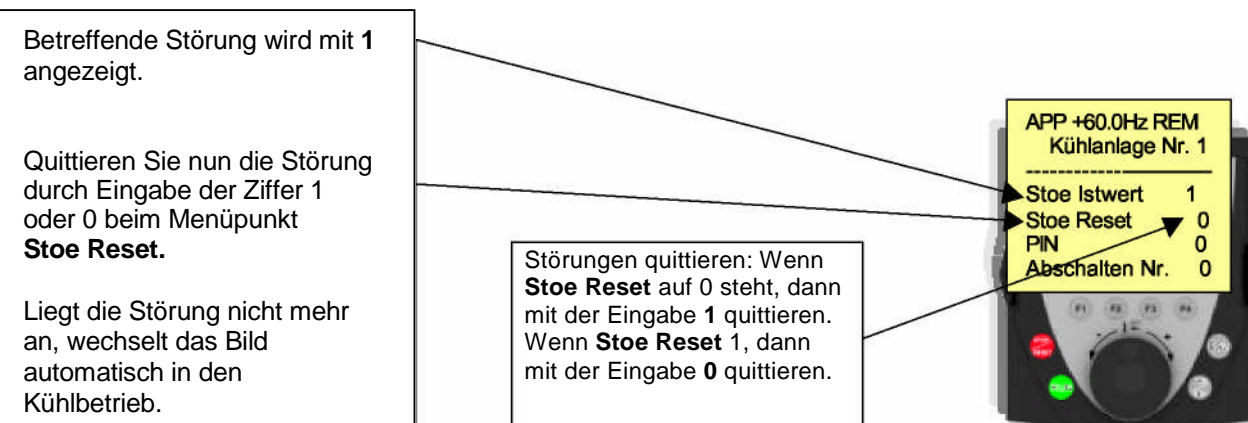 Betreffende Störung wird mit 1
angezeigt.
Quittieren Sie nun die Störung
durch Eingabe der Ziffer 1
oder 0 beim Menüpunkt
Stoe Reset.
Liegt die Störung nicht mehr
an, wechselt das Bild
automatisch in den
Kühlbetrieb.
Störungen quittieren: Wenn
Stoe Reset auf 0 steht, dann
mit der Eingabe 1 quittieren.
Wenn Stoe Reset 1, dann
mit der Eingabe 0 quittieren.
APP +60.0Hz REM
Kühlanlage Nr. 1
Stoe Istwert 1
Stoe Reset 0
PIN 0
Abschalten Nr. 0
F1 F2 F3 F4